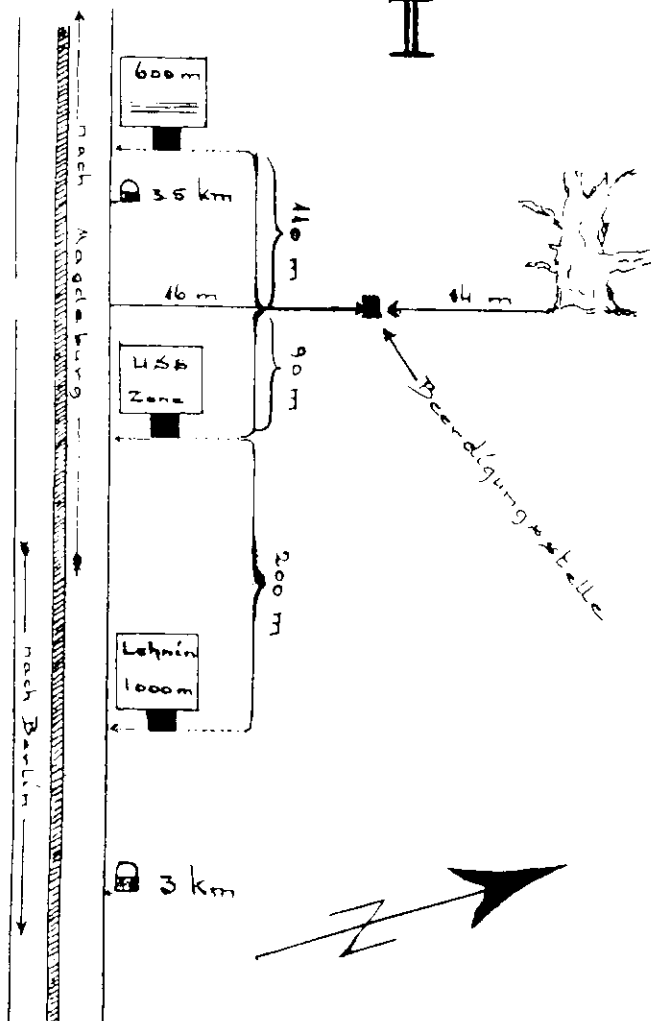 II
600 m
3.5 km
nach Magdeburg
110 m
16 m
14 m
90 m
USA
Zone
Beerdigungsstelle
200 m
Lehnin
1000 m
nach Berlin
3 km
N